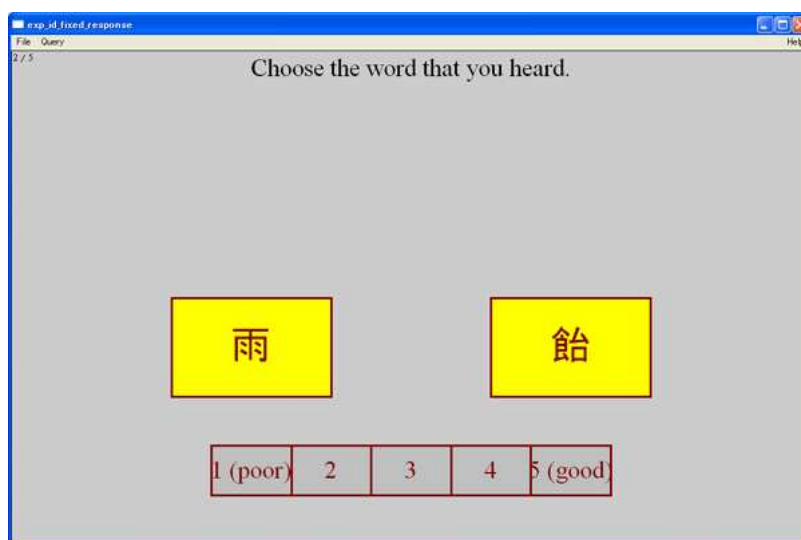 exp_id_fixed_response
File Query Help
2 / 5
Choose the word that you heard.
雨 飴
1 (poor) 2 3 4 5 (good)